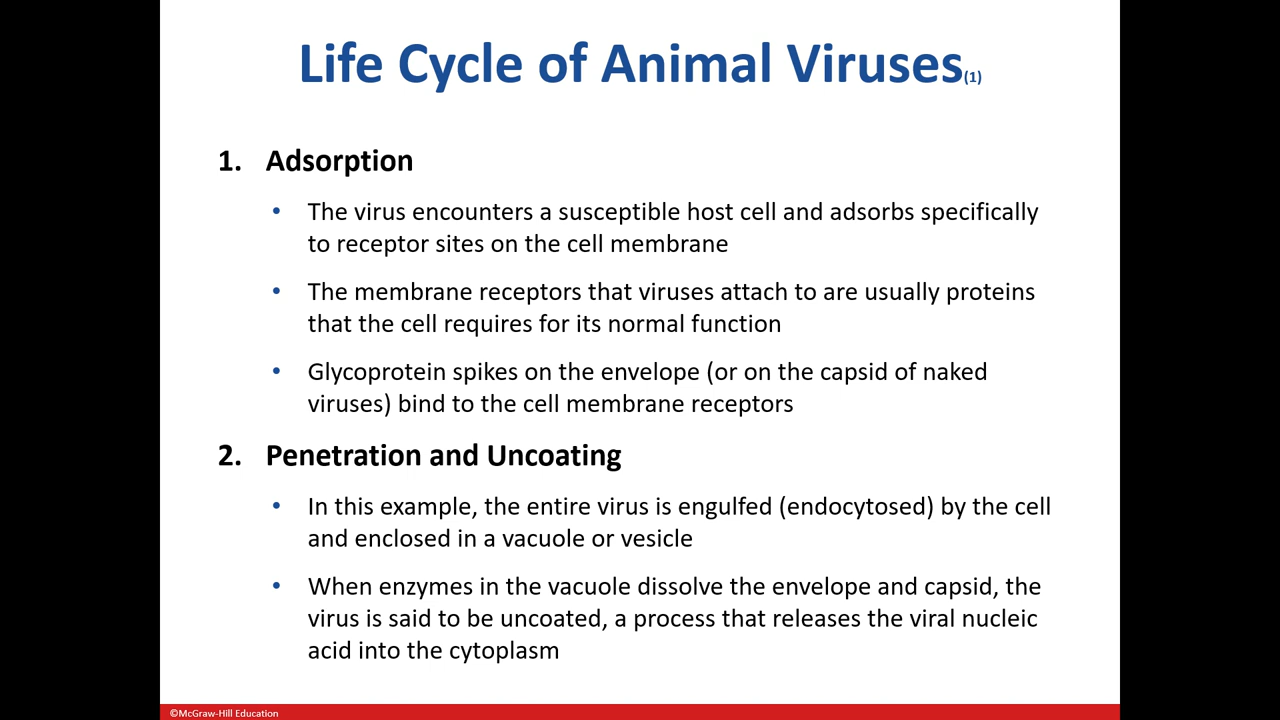 Life Cycle of Animal Viruses(1)
1. Adsorption
• The virus encounters a susceptible host cell and adsorbs specifically
to receptor sites on the cell membrane
• The membrane receptors that viruses attach to are usually proteins
that the cell requires for its normal function
• Glycoprotein spikes on the envelope (or on the capsid of naked
viruses) bind to the cell membrane receptors
2. Penetration and Uncoating
• In this example, the entire virus is engulfed (endocytosed) by the cell
and enclosed in a vacuole or vesicle
• When enzymes in the vacuole dissolve the envelope and capsid, the
virus is said to be uncoated, a process that releases the viral nucleic
acid into the cytoplasm
©McGraw-Hill Education